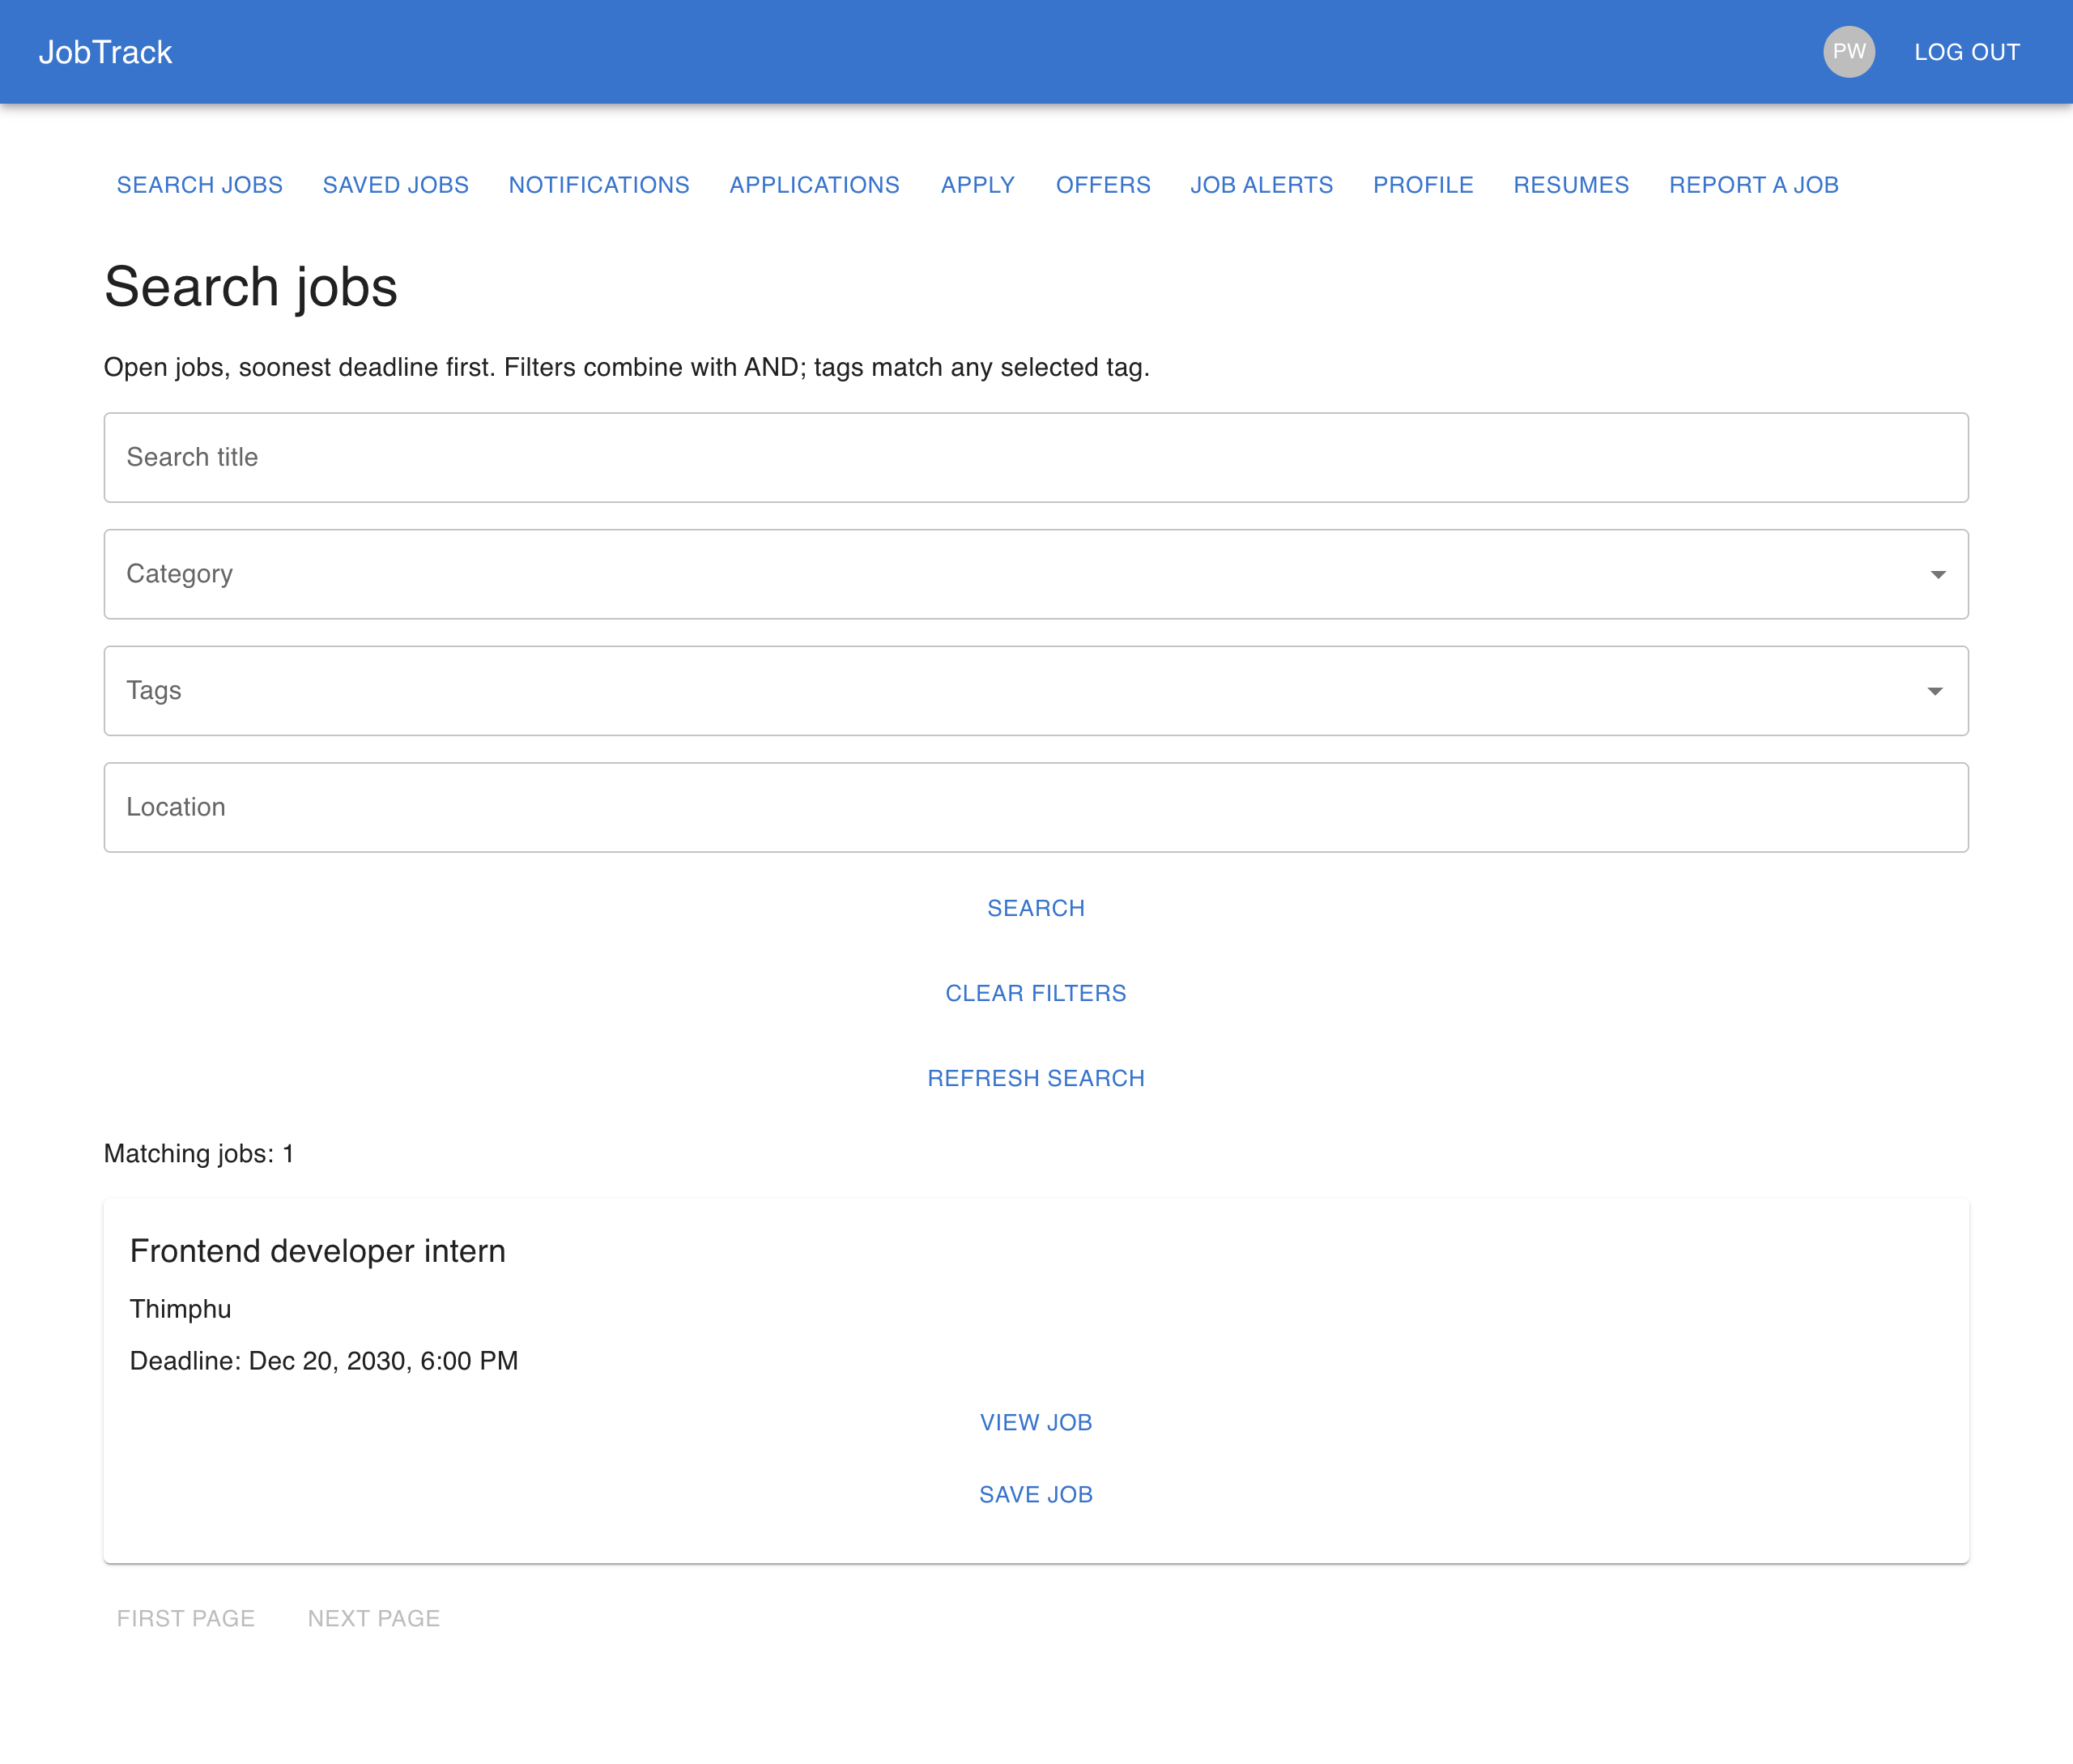 JobTrack
PW
LOG OUT
SEARCH JOBS SAVED JOBS NOTIFICATIONS APPLICATIONS APPLY OFFERS JOB ALERTS PROFILE RESUMES REPORT A JOB
Search jobs
Open jobs, soonest deadline first. Filters combine with AND; tags match any selected tag.
Search title
Category
Tags
Location
SEARCH
CLEAR FILTERS
REFRESH SEARCH
Matching jobs: 1
Frontend developer intern
Thimphu
Deadline: Dec 20, 2030, 6:00 PM
VIEW JOB
SAVE JOB
FIRST PAGE NEXT PAGE